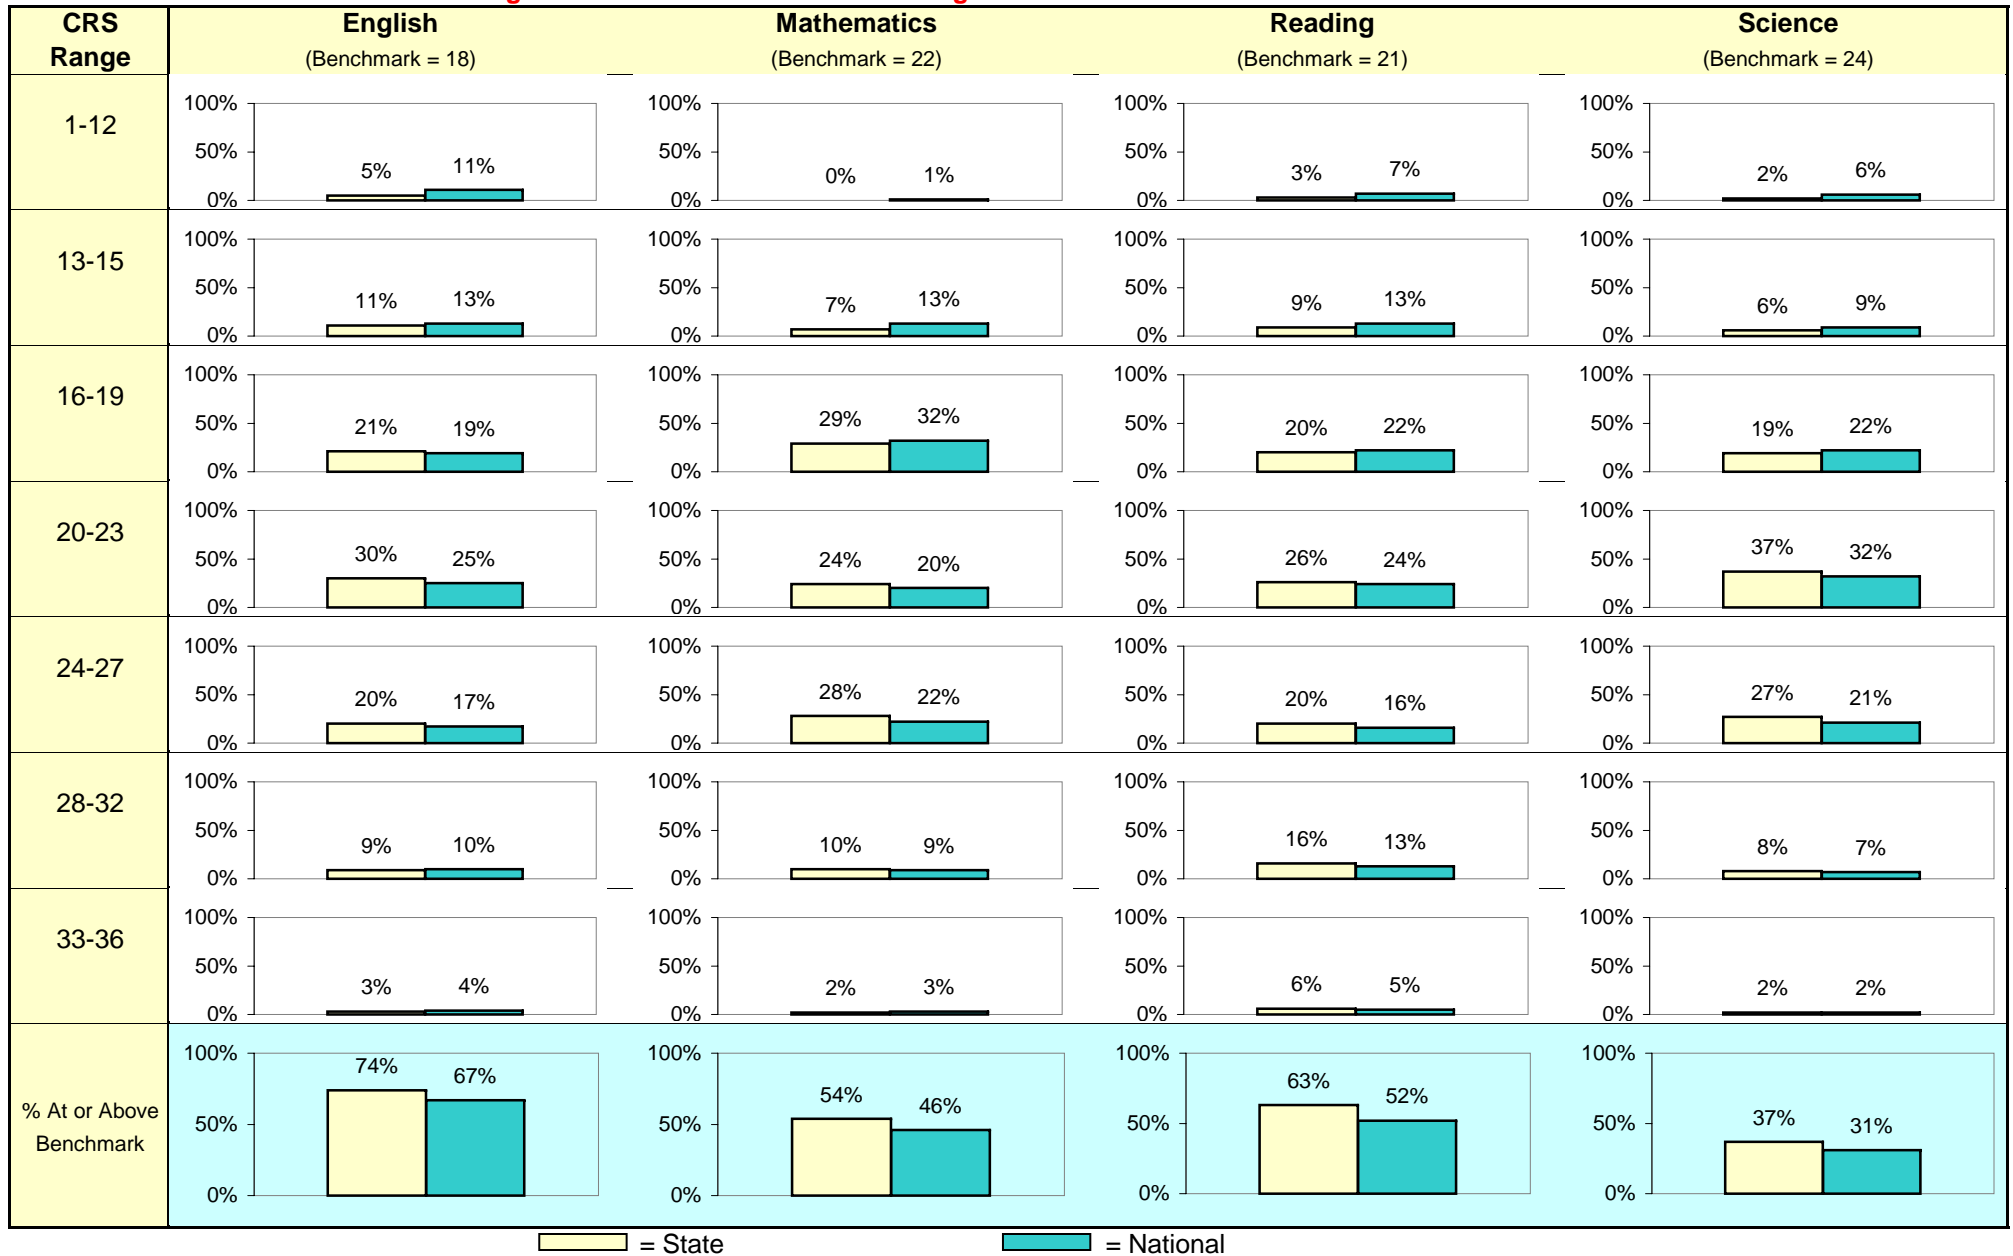 CRS Range English Mathematics Reading Science
(Benchmark = 18) (Benchmark = 22) (Benchmark = 21) (Benchmark = 24)
1-12
100% 100% 100% 100%
50% 50% 50% 50%
5% 11% 0% 1% 3% 7% 2% 6%
0% 0% 0% 0%
13-15
100% 100% 100% 100%
50% 50% 50% 50%
11% 13% 7% 13% 9% 13% 6% 9%
0% 0% 0% 0%
16-19
100% 100% 100% 100%
50% 50% 50% 50%
21% 19% 29% 32% 20% 22% 19% 22%
0% 0% 0% 0%
20-23
100% 100% 100% 100%
50% 50% 50% 50%
30% 25% 24% 20% 26% 24% 37% 32%
0% 0% 0% 0%
24-27
100% 100% 100% 100%
50% 50% 50% 50%
20% 17% 28% 22% 20% 16% 27% 21%
0% 0% 0% 0%
28-32
100% 100% 100% 100%
50% 50% 50% 50%
9% 10% 10% 9% 16% 13% 8% 7%
0% 0% 0% 0%
33-36
100% 100% 100% 100%
50% 50% 50% 50%
3% 4% 2% 3% 6% 5% 2% 2%
0% 0% 0% 0%
% At or Above
Benchmark
100% 100% 100% 100%
74% 67% 54% 46% 63% 52% 37% 31%
50% 50% 50% 50%
0% 0% 0% 0%
= State = National